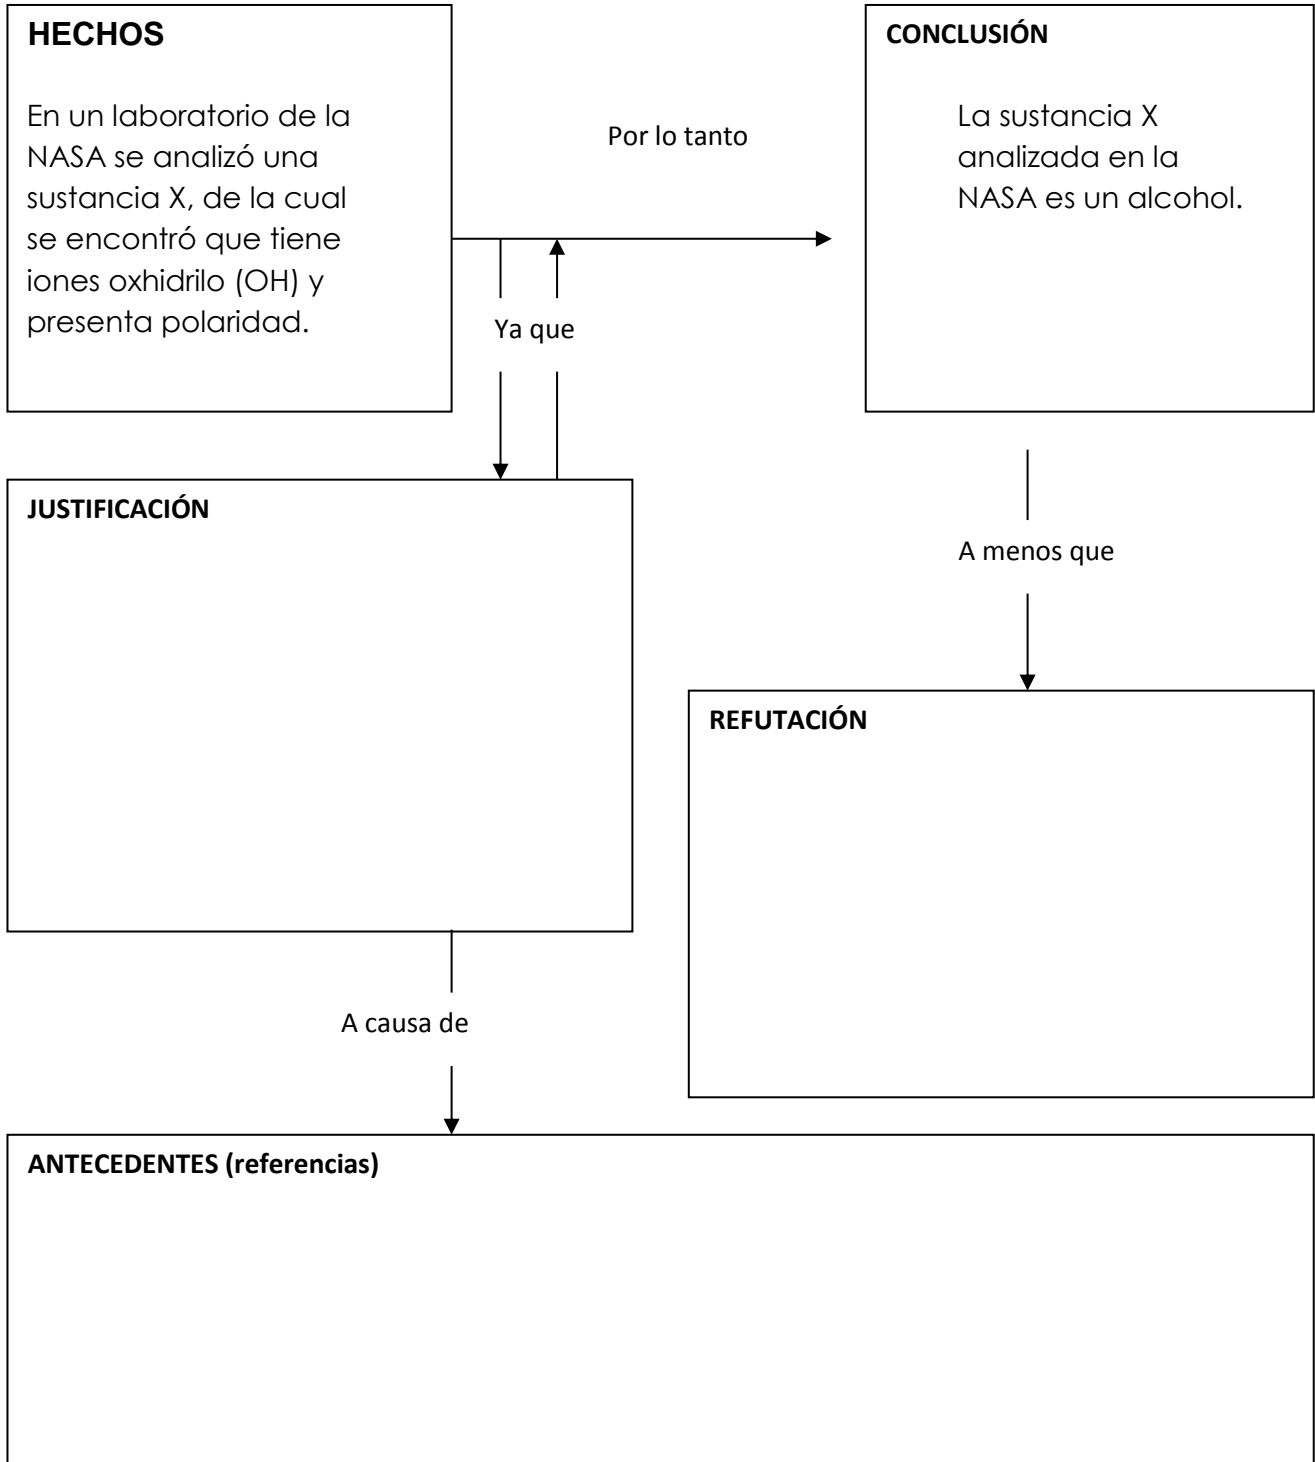 HECHOS
En un laboratorio de la
NASA se analizó una
sustancia X, de la cual
se encontró que tiene
iones oxhidrilo (OH) y
presenta polaridad.
Por lo tanto
CONCLUSIÓN
La sustancia X
analizada en la
NASA es un alcohol.
Ya que
JUSTIFICACIÓN
A menos que
REFUTACIÓN
A causa de
ANTECEDENTES (referencias)